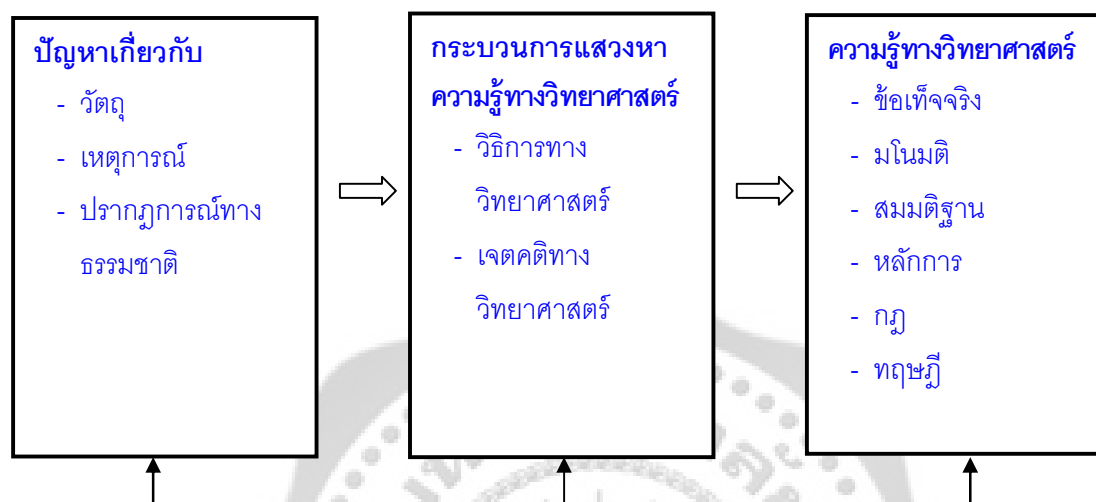 ปัญหาเกี่ยวกับ
- วัตถุ
- เหตุการณ์
- ปรากฏการณ์ทาง
ธรรมชาติ
กระบวนการแสวงหา
ความรู้ทางวิทยาศาสตร์
- วิธีการทาง
วิทยาศาสตร์
- เจตคติทาง
วิทยาศาสตร์
ความรู้ทางวิทยาศาสตร์
- ข้อเท็จจริง
- มโนมติ
- สมมติฐาน
- หลักการ
- กฎ
- ทฤษฎี